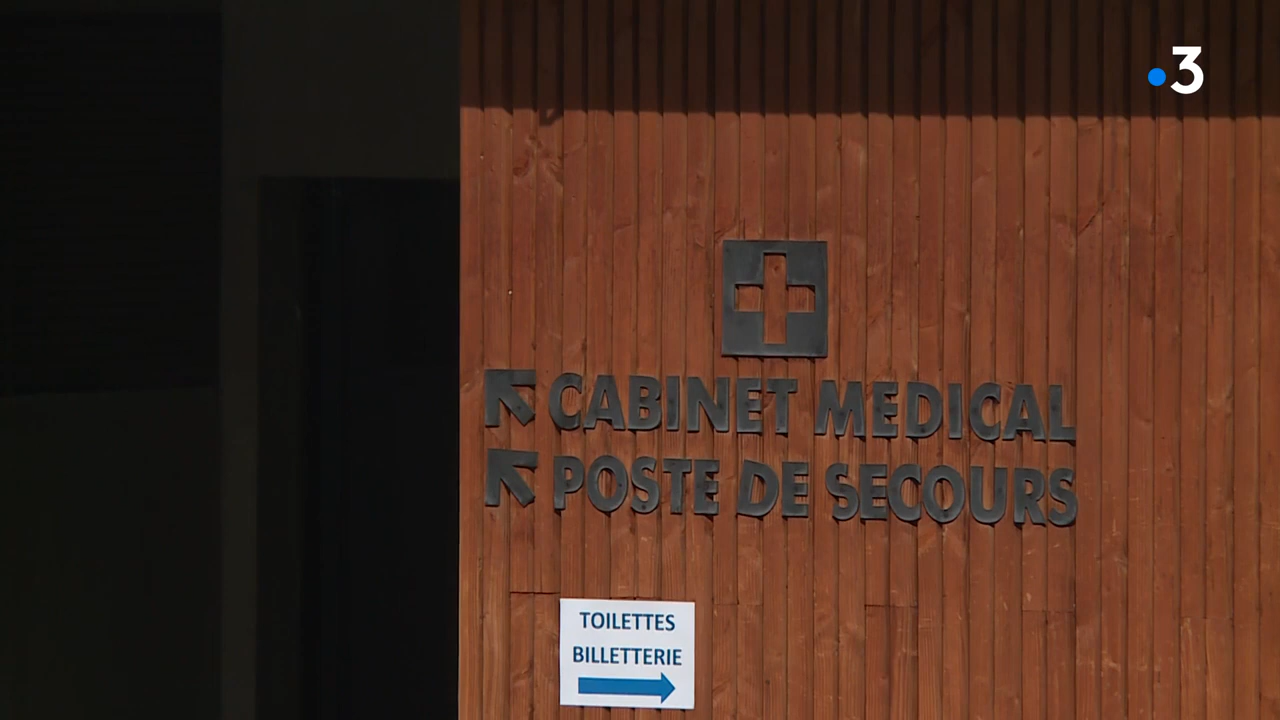 3
CABINET MEDICAL
POSTE DE SECOURS
TOILETTES
BILLETTERIE